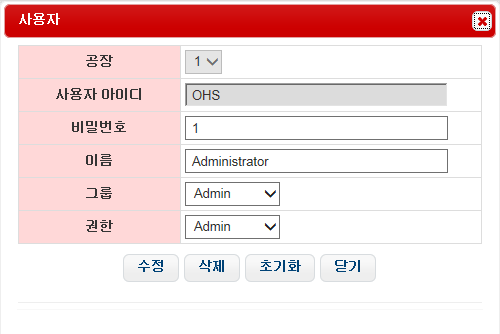 사용자
공장 1
사용자 아이디 OHS
비밀번호 1
이름 Administrator
그룹 Admin
권한 Admin
수정 삭제 초기화 닫기